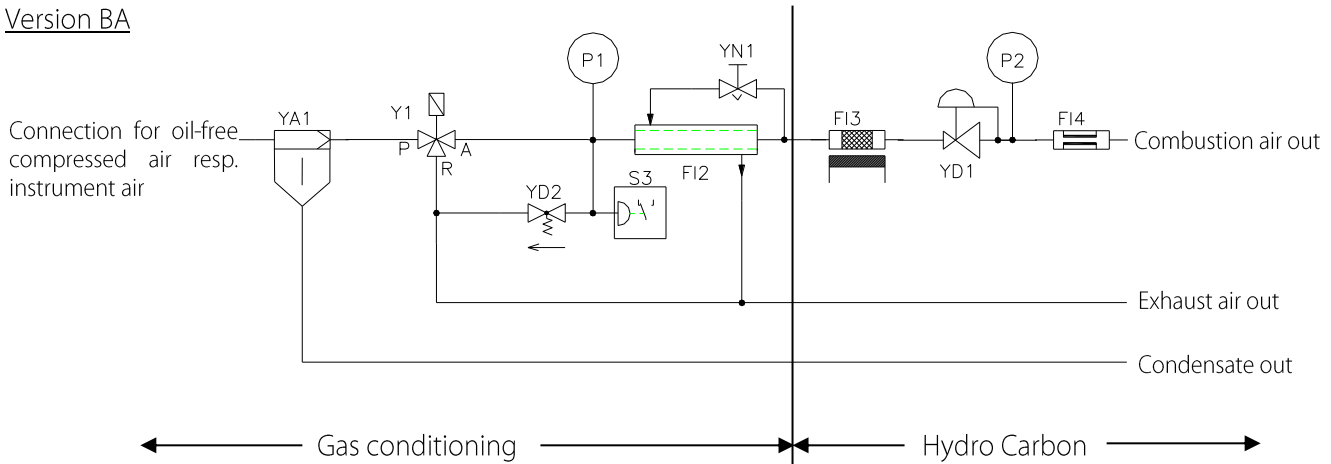 Version BA
P1
YN1
P2
YA1
Y1
FI3
FI4
Connection for oil-free
compressed air resp.
instrument air
P
A
R
Combustion air out
FI2
YD1
S3
YD2
Exhaust air out
Condensate out
Gas conditioning
Hydro Carbon